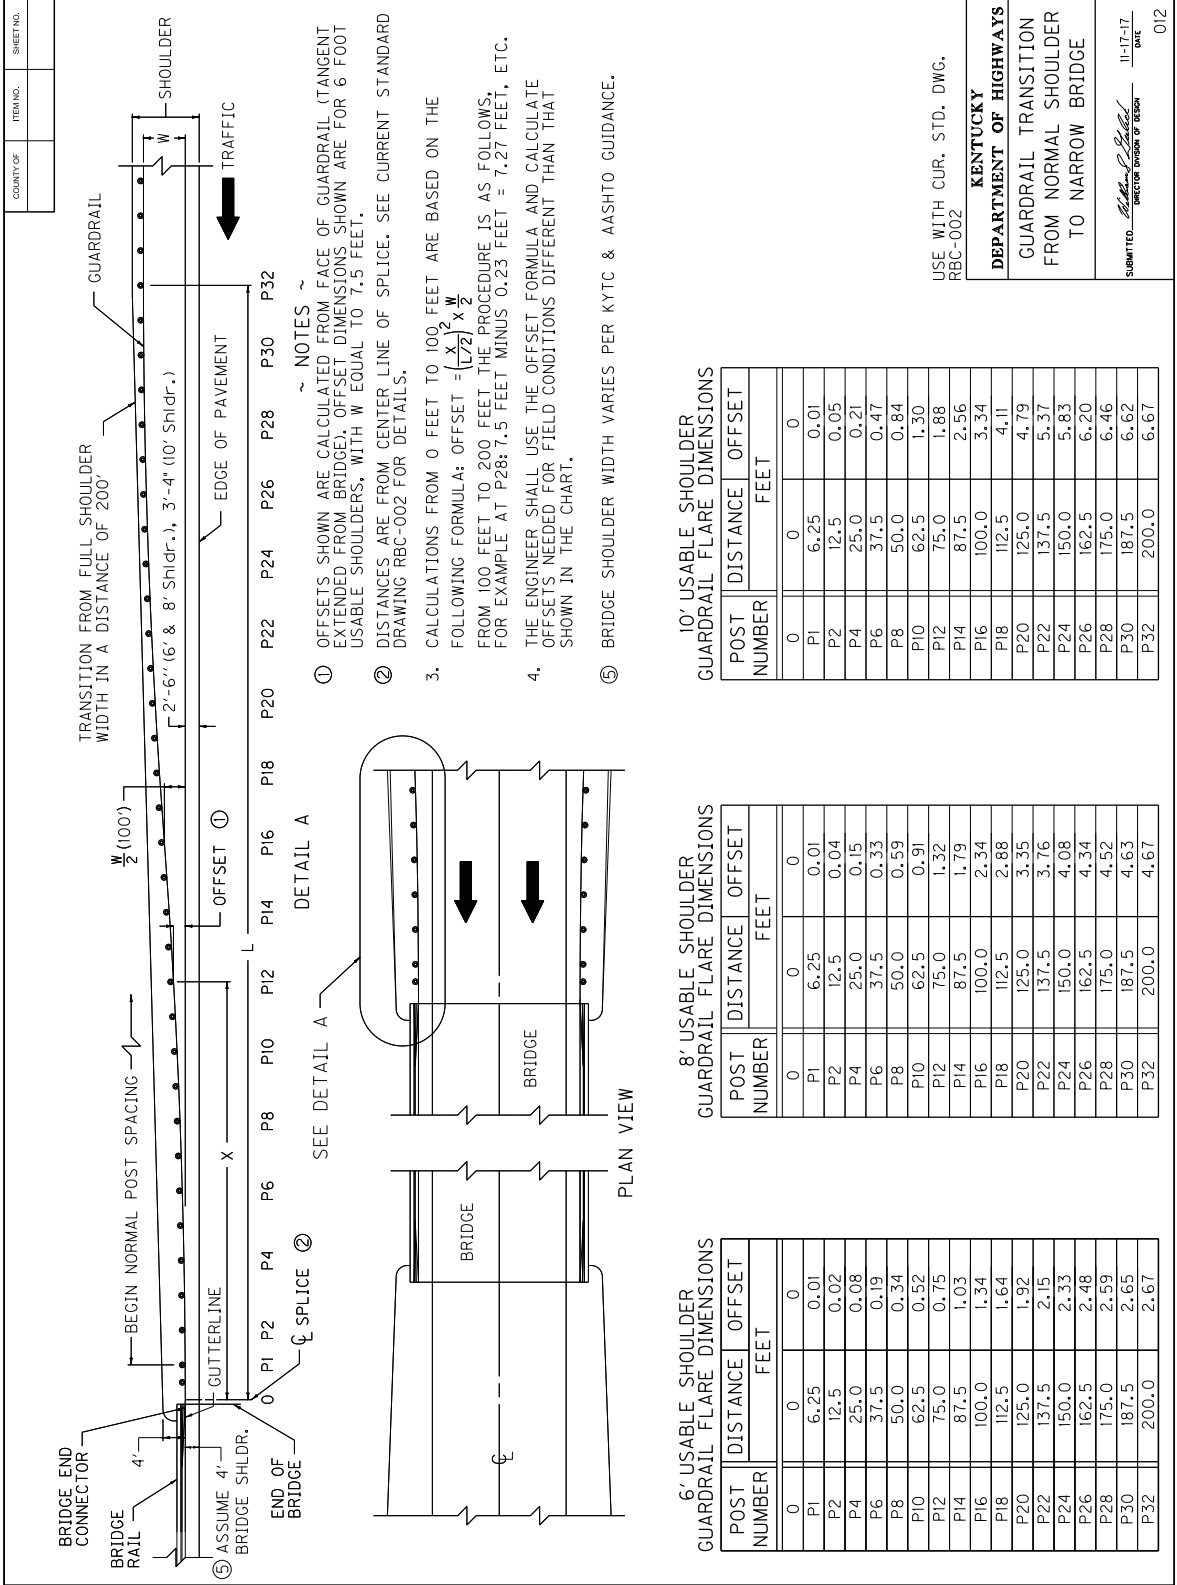 COUNTY OF ITEM NO. SHEET NO.
BRIDGE END
CONNECTOR
BRIDGE
RAIL
4'
⑤ ASSUME 4'
BRIDGE SHLDR.
END OF
BRIDGE
GUTTERLINE
BEGIN NORMAL POST SPACING
TRANSITION FROM FULL SHOULDER
WIDTH IN A DISTANCE OF 200'
W/2 (100')
2'-6'' (6 & 8' Shldr.), 3'-4" (10' Shldr.)
GUARDRAIL
SHOULDER
W
TRAFFIC
EDGE OF PAVEMENT
OFFSET ①
X
L
0 P1 P2 P4 P6 P8 P10 P12 P14 P16 P18 P20 P22 P24 P26 P28 P30 P32
℄ SPLICE ②
DETAIL A
SEE DETAIL A
BRIDGE
BRIDGE
℄
PLAN VIEW
~ NOTES ~
① OFFSETS SHOWN ARE CALCULATED FROM FACE OF GUARDRAIL (TANGENT
EXTENDED FROM BRIDGE). OFFSET DIMENSIONS SHOWN ARE FOR 6 FOOT
USABLE SHOULDERS, WITH W EQUAL TO 7.5 FEET.
② DISTANCES ARE FROM CENTER LINE OF SPLICE. SEE CURRENT STANDARD
DRAWING RBC-002 FOR DETAILS.
3. CALCULATIONS FROM 0 FEET TO 100 FEET ARE BASED ON THE
FOLLOWING FORMULA: OFFSET = (X/(L/2))² X W/2
FROM 100 FEET TO 200 FEET THE PROCEDURE IS AS FOLLOWS,
FOR EXAMPLE AT P28: 7.5 FEET MINUS 0.23 FEET = 7.27 FEET, ETC.
4. THE ENGINEER SHALL USE THE OFFSET FORMULA AND CALCULATE
OFFSETS NEEDED FOR FIELD CONDITIONS DIFFERENT THAN THAT
SHOWN IN THE CHART.
⑤ BRIDGE SHOULDER WIDTH VARIES PER KYTC & AASHTO GUIDANCE.
6' USABLE SHOULDER
GUARDRAIL FLARE DIMENSIONS
POST NUMBER DISTANCE OFFSET
FEET
0 0 0
P1 6.25 0.01
P2 12.5 0.02
P4 25.0 0.08
P6 37.5 0.19
P8 50.0 0.34
P10 62.5 0.52
P12 75.0 0.75
P14 87.5 1.03
P16 100.0 1.34
P18 112.5 1.64
P20 125.0 1.92
P22 137.5 2.15
P24 150.0 2.33
P26 162.5 2.48
P28 175.0 2.59
P30 187.5 2.65
P32 200.0 2.67
8' USABLE SHOULDER
GUARDRAIL FLARE DIMENSIONS
POST NUMBER DISTANCE OFFSET
FEET
0 0 0
P1 6.25 0.01
P2 12.5 0.04
P4 25.0 0.15
P6 37.5 0.33
P8 50.0 0.59
P10 62.5 0.91
P12 75.0 1.32
P14 87.5 1.79
P16 100.0 2.34
P18 112.5 2.88
P20 125.0 3.35
P22 137.5 3.76
P24 150.0 4.08
P26 162.5 4.34
P28 175.0 4.52
P30 187.5 4.63
P32 200.0 4.67
10' USABLE SHOULDER
GUARDRAIL FLARE DIMENSIONS
POST NUMBER DISTANCE OFFSET
FEET
0 0 0
P1 6.25 0.01
P2 12.5 0.05
P4 25.0 0.21
P6 37.5 0.47
P8 50.0 0.84
P10 62.5 1.30
P12 75.0 1.88
P14 87.5 2.56
P16 100.0 3.34
P18 112.5 4.11
P20 125.0 4.79
P22 137.5 5.37
P24 150.0 5.83
P26 162.5 6.20
P28 175.0 6.46
P30 187.5 6.62
P32 200.0 6.67
USE WITH CUR. STD. DWG.
RBC-002
KENTUCKY
DEPARTMENT OF HIGHWAYS
GUARDRAIL TRANSITION
FROM NORMAL SHOULDER
TO NARROW BRIDGE
SUBMITTED 11-17-17
DIRECTOR DIVISION OF DESIGN DATE
012